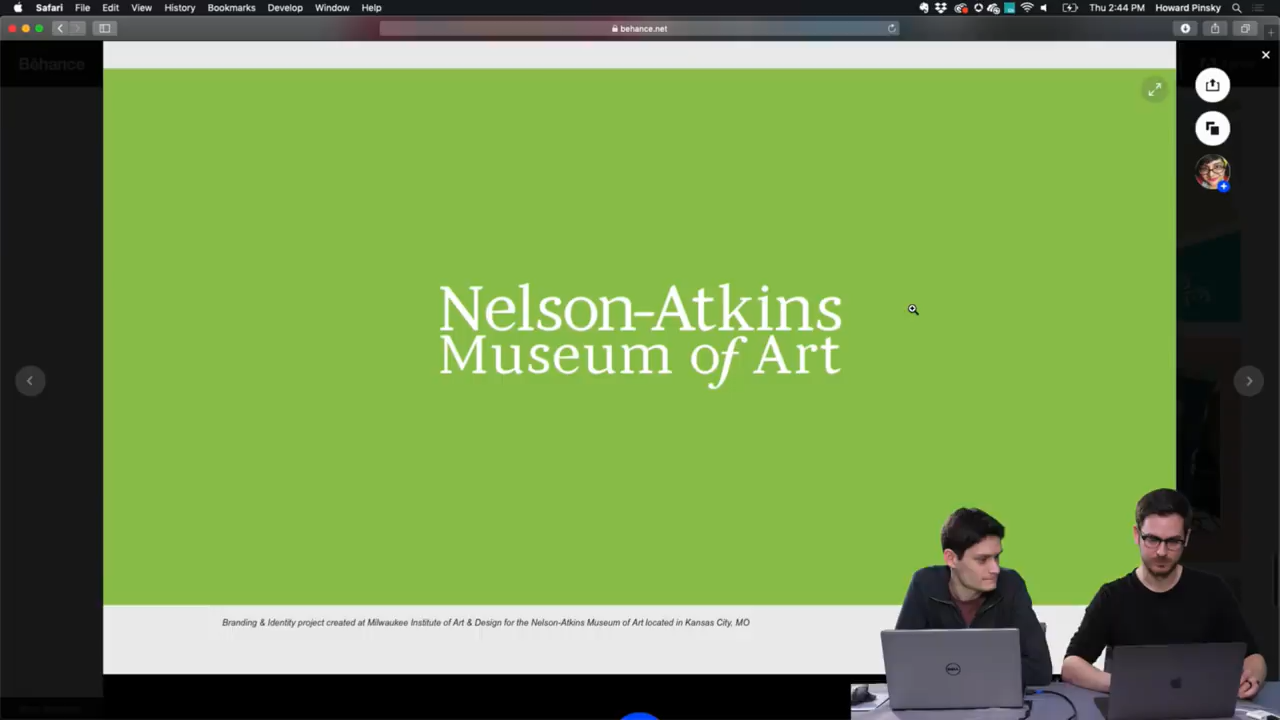 Safari File Edit View History Bookmarks Develop Window Help Thu 2:44 PM Howard Pinsky
behance.net
Bēhance
Nelson-Atkins
Museum of Art
Branding & Identity project created at Milwaukee Institute of Art & Design for the Nelson-Atkins Museum of Art located in Kansas City, MO
DELL